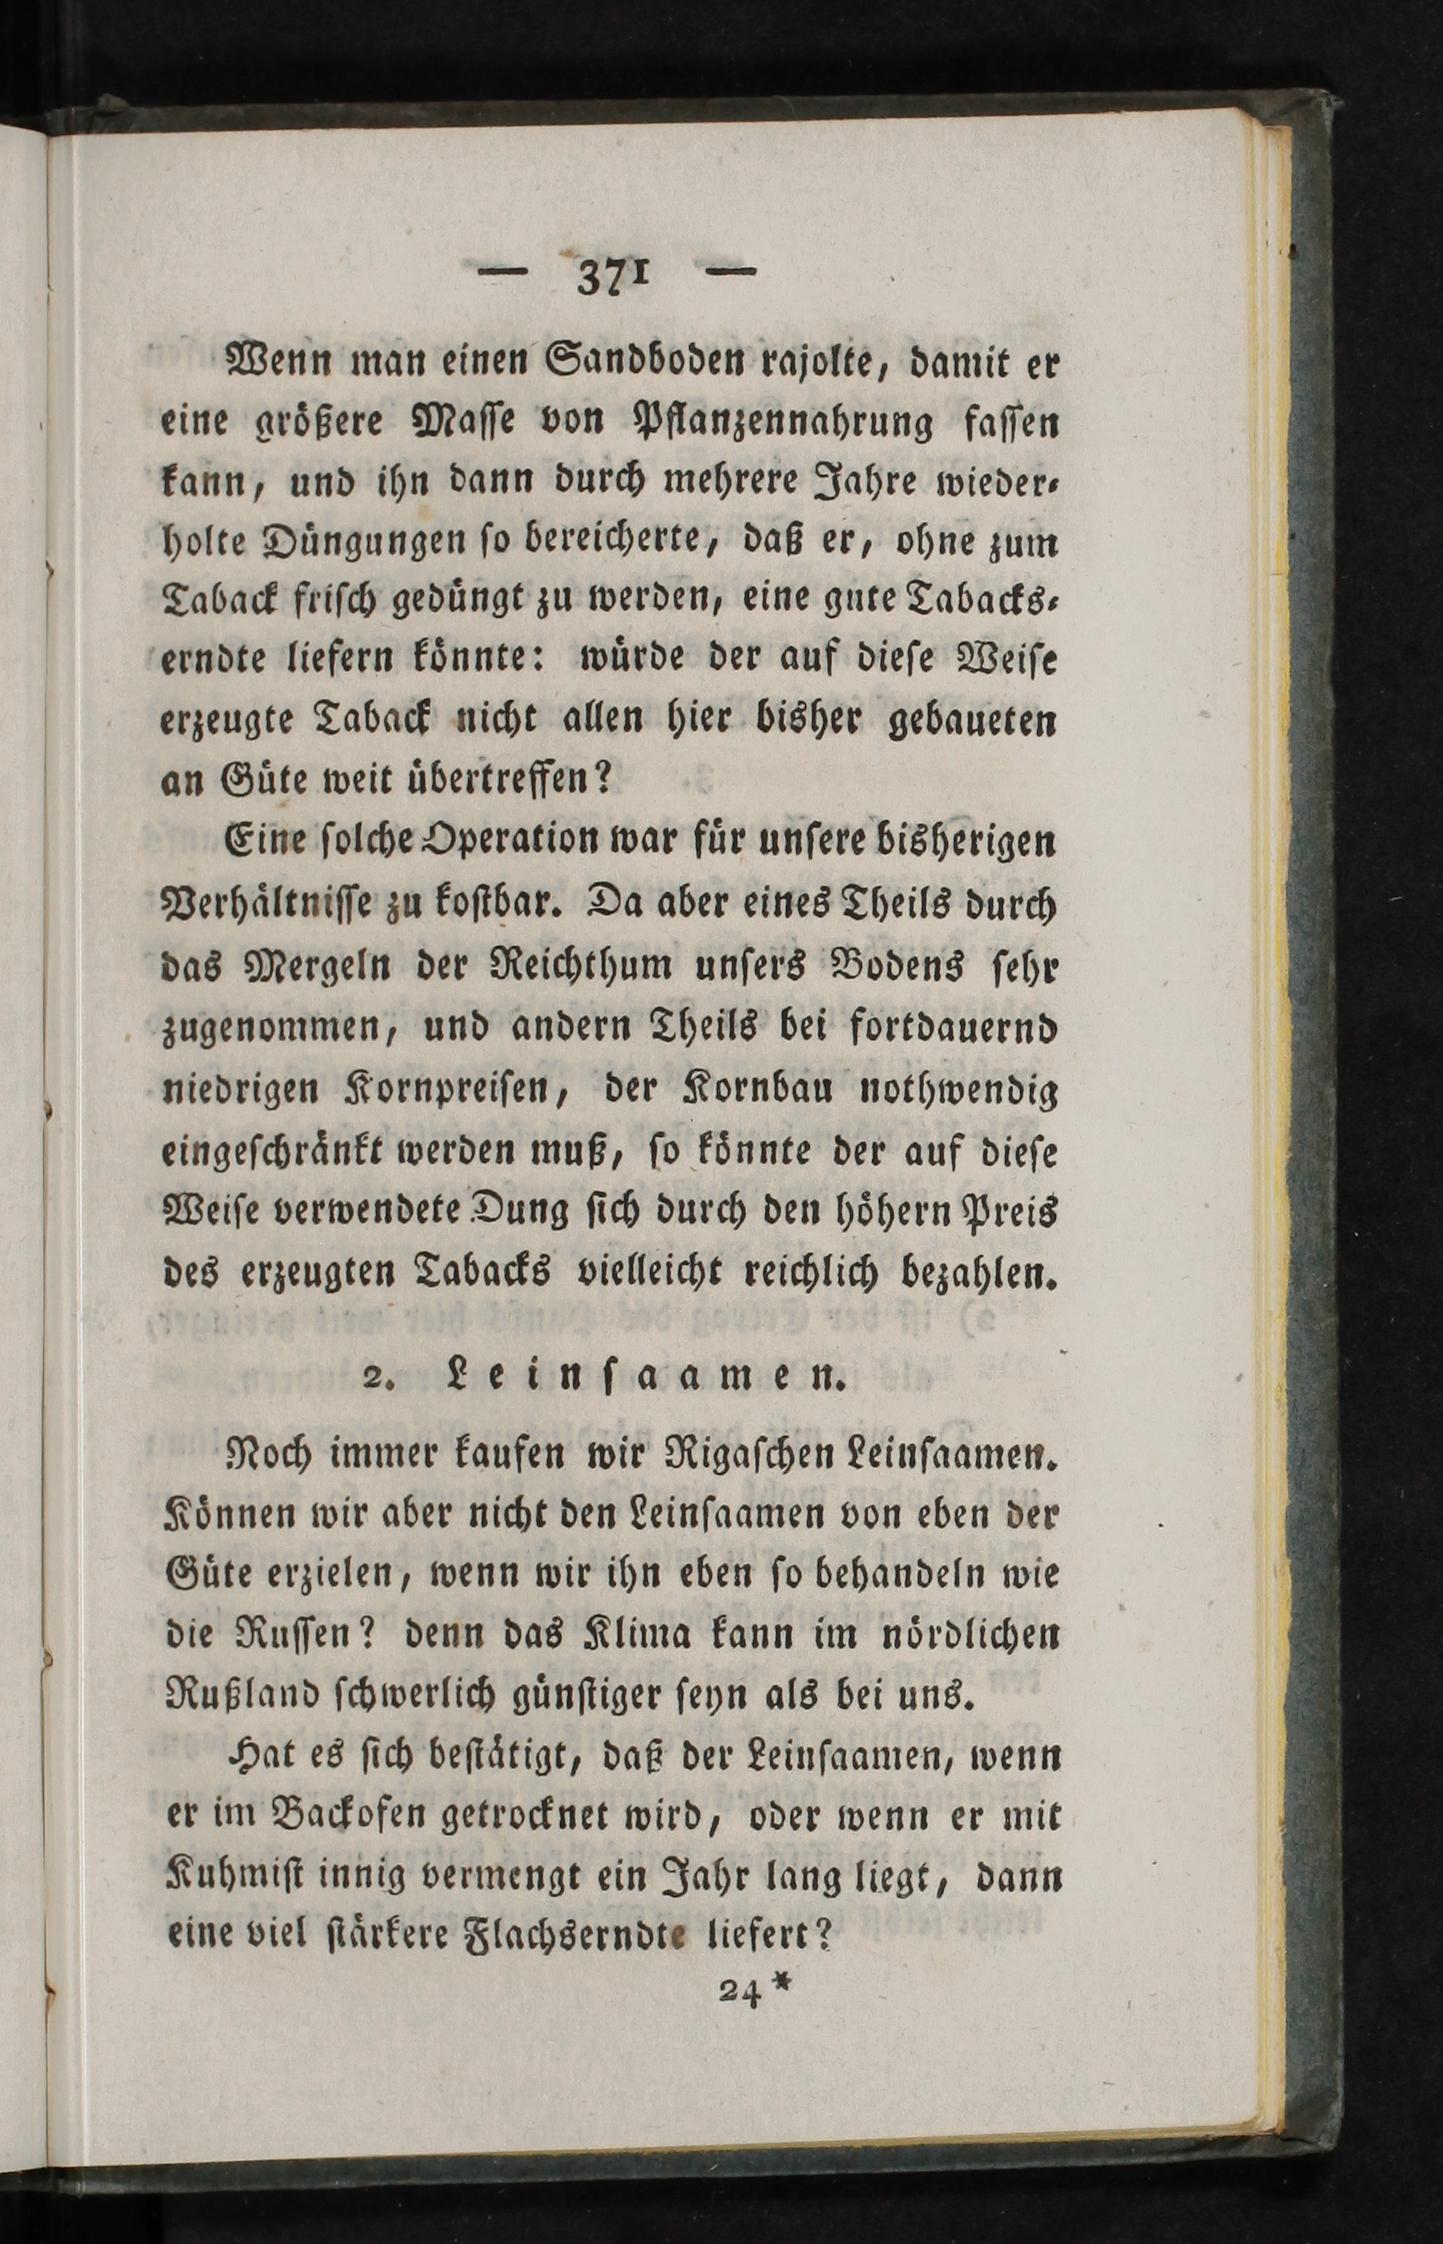 — 371 —
Wenn man einen Sandboden rajolte, damit er
eine größere Maſſe von Pflanzennahrung faſſen
kann, und ihn dann durch mehrere Jahre wieder⸗
holte Düngungen ſo bereicherte, daß er, ohne zum
Taback friſch gedüngt zu werden, eine gute Tabacks⸗
erndte liefern könnte: würde der auf dieſe Weiſe
erzeugte Taback nicht allen hier bisher gebaueten
an Güte weit übertreffen?
Eine ſolche Operation war für unſere bisherigen
Verhältniſſe zu koſtbar. Da aber eines Theils durch
das Mergeln der Reichthum unſers Bodens ſehr
zugenommen, und andern Theils bei fortdauernd
niedrigen Kornpreiſen, der Kornbau nothwendig
eingeſchränkt werden muß, ſo könnte der auf dieſe
Weiſe verwendete Dung ſich durch den höhern Preis
des erzeugten Tabacks vielleicht reichlich bezahlen.
2. Leinſaamen.
Noch immer kaufen wir Rigaſchen Leinſaamen.
Können wir aber nicht den Leinſaamen von eben der
Güte erzielen, wenn wir ihn eben ſo behandeln wie
die Ruſſen? denn das Klima kann im nördlichen
Rußland ſchwerlich günſtiger ſeyn als bei uns.
Hat es ſich beſtätigt, daß der Leinſaamen, wenn
er im Backofen getrocknet wird, oder wenn er mit
Kuhmiſt innig vermengt ein Jahr lang liegt, dann
eine viel ſtärkere Flachserndte liefert?
24*